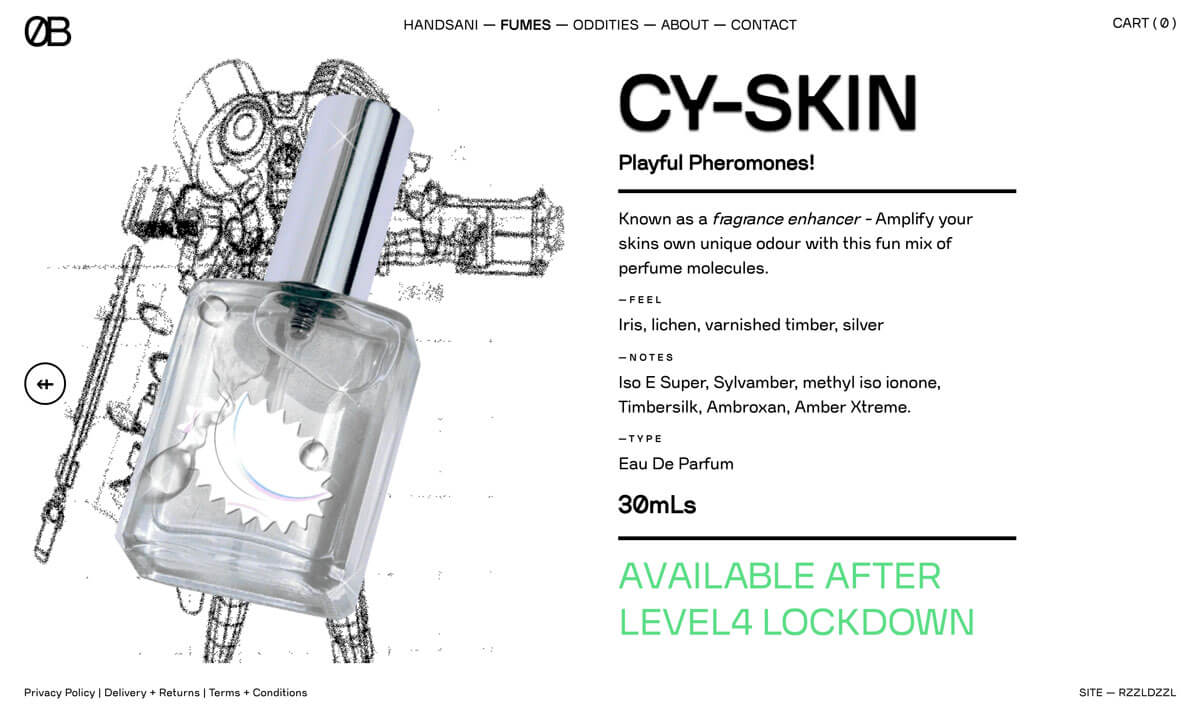 0B
HANDSANI — FUMES — ODDITIES — ABOUT — CONTACT
CART ( 0 )
CY-SKIN
Playful Pheromones!
Known as a fragrance enhancer - Amplify your
skins own unique odour with this fun mix of
perfume molecules.
—FEEL
Iris, lichen, varnished timber, silver
—NOTES
Iso E Super, Sylvamber, methyl iso ionone,
Timbersilk, Ambroxan, Amber Xtreme.
—TYPE
Eau De Parfum
30mLs
AVAILABLE AFTER
LEVEL4 LOCKDOWN
Privacy Policy | Delivery + Returns | Terms + Conditions
SITE — RZZLDZZL